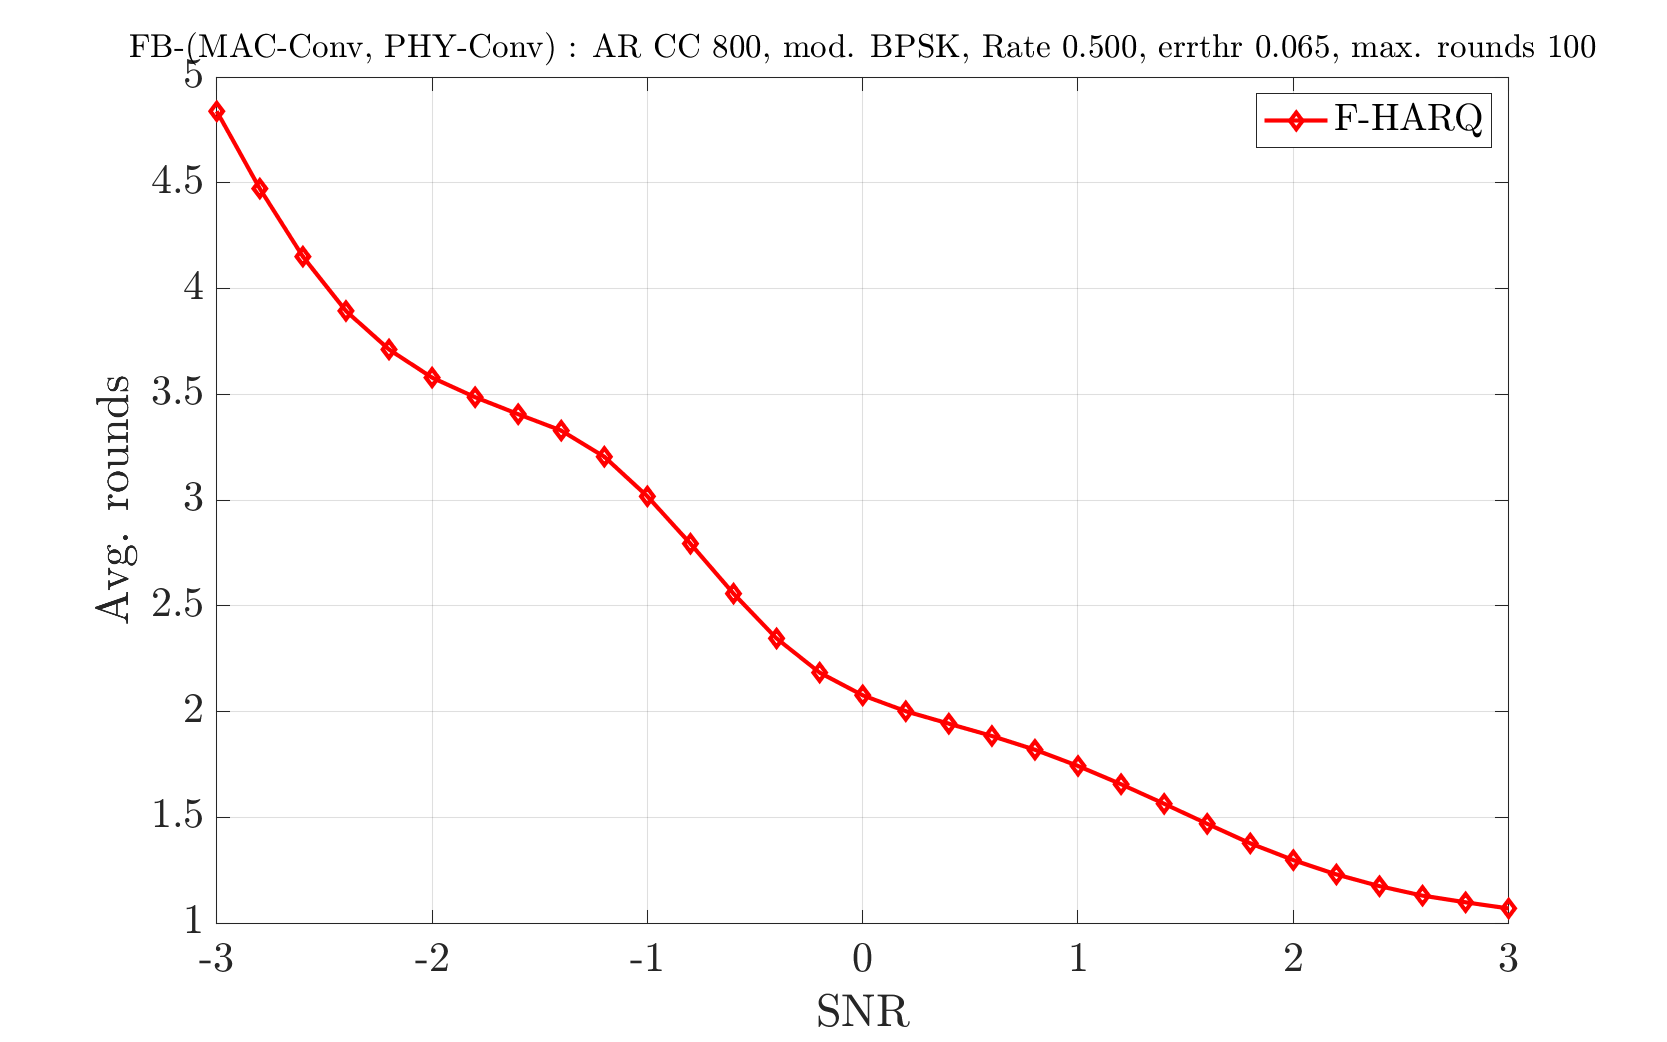 FB-(MAC-Conv, PHY-Conv) : AR CC 800, mod. BPSK, Rate 0.500, errthr 0.065, max. rounds 100
F-HARQ
5
4.5
4
3.5
3
2.5
2
1.5
1
Avg. rounds
-3 -2 -1 0 1 2 3
SNR